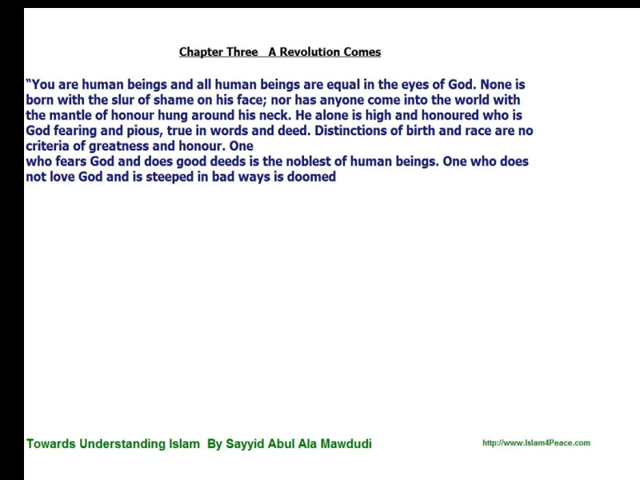 Chapter Three   A Revolution Comes
“You are human beings and all human beings are equal in the eyes of God. None is
born with the slur of shame on his face; nor has anyone come into the world with
the mantle of honour hung around his neck. He alone is high and honoured who is
God fearing and pious, true in words and deed. Distinctions of birth and race are no
criteria of greatness and honour. One
who fears God and does good deeds is the noblest of human beings. One who does
not love God and is steeped in bad ways is doomed
Towards Understanding Islam  By Sayyid Abul Ala Mawdudi
http://www.Islam4Peace.com